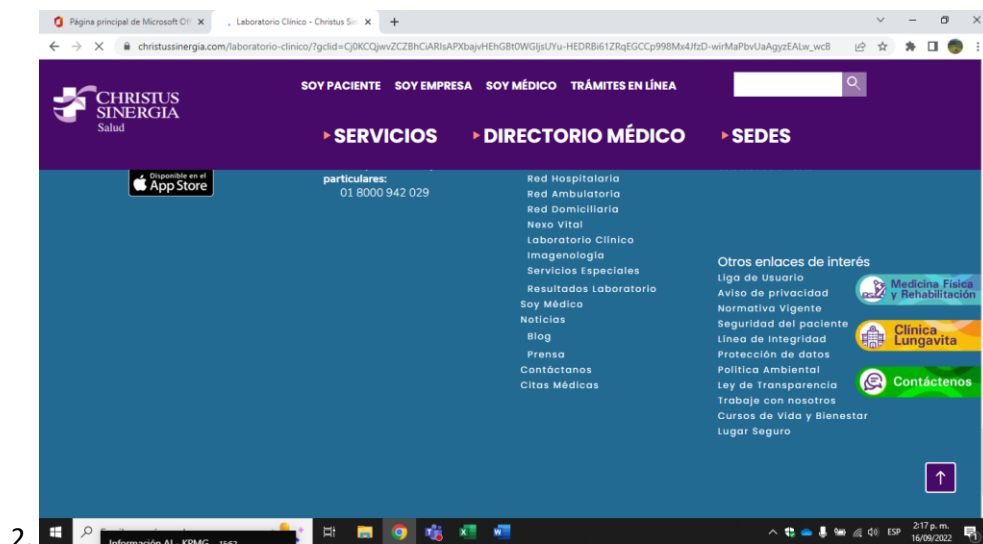 Página principal de Microsoft Off
Laboratorio Clínico - Christus Sin
christussinergia.com/laboratorio-clinico/?gclid=Cj0KCQjwvZCZBhCiARIsAPXbajvHEhGBt0WGIjsUYu-HEDRBi61ZRqEGCCp998Mx4JfzD-wirMaPbvUaAgyzEALw_wcB
CHRISTUS
SINERGIA
Salud
SOY PACIENTE SOY EMPRESA SOY MÉDICO TRÁMITES EN LÍNEA
SERVICIOS DIRECTORIO MÉDICO SEDES
Disponible en el
App Store
particulares:
01 8000 942 029
Red Hospitalaria
Red Ambulatoria
Red Domiciliaria
Nexo Vital
Laboratorio Clínico
Imagenología
Servicios Especiales
Resultados Laboratorio
Soy Médico
Noticias
Blog
Prensa
Contáctanos
Citas Médicas
Otros enlaces de interés
Liga de Usuario
Aviso de privacidad
Normativa Vigente
Seguridad del paciente
Línea de Integridad
Protección de datos
Política Ambiental
Ley de Transparencia
Trabaje con nosotros
Cursos de Vida y Bienestar
Lugar Seguro
Medicina Física
y Rehabilitación
Clínica
Lungavita
Contáctenos
2.
Información AL - KPMG
ESP
2:17 p. m.
16/09/2022